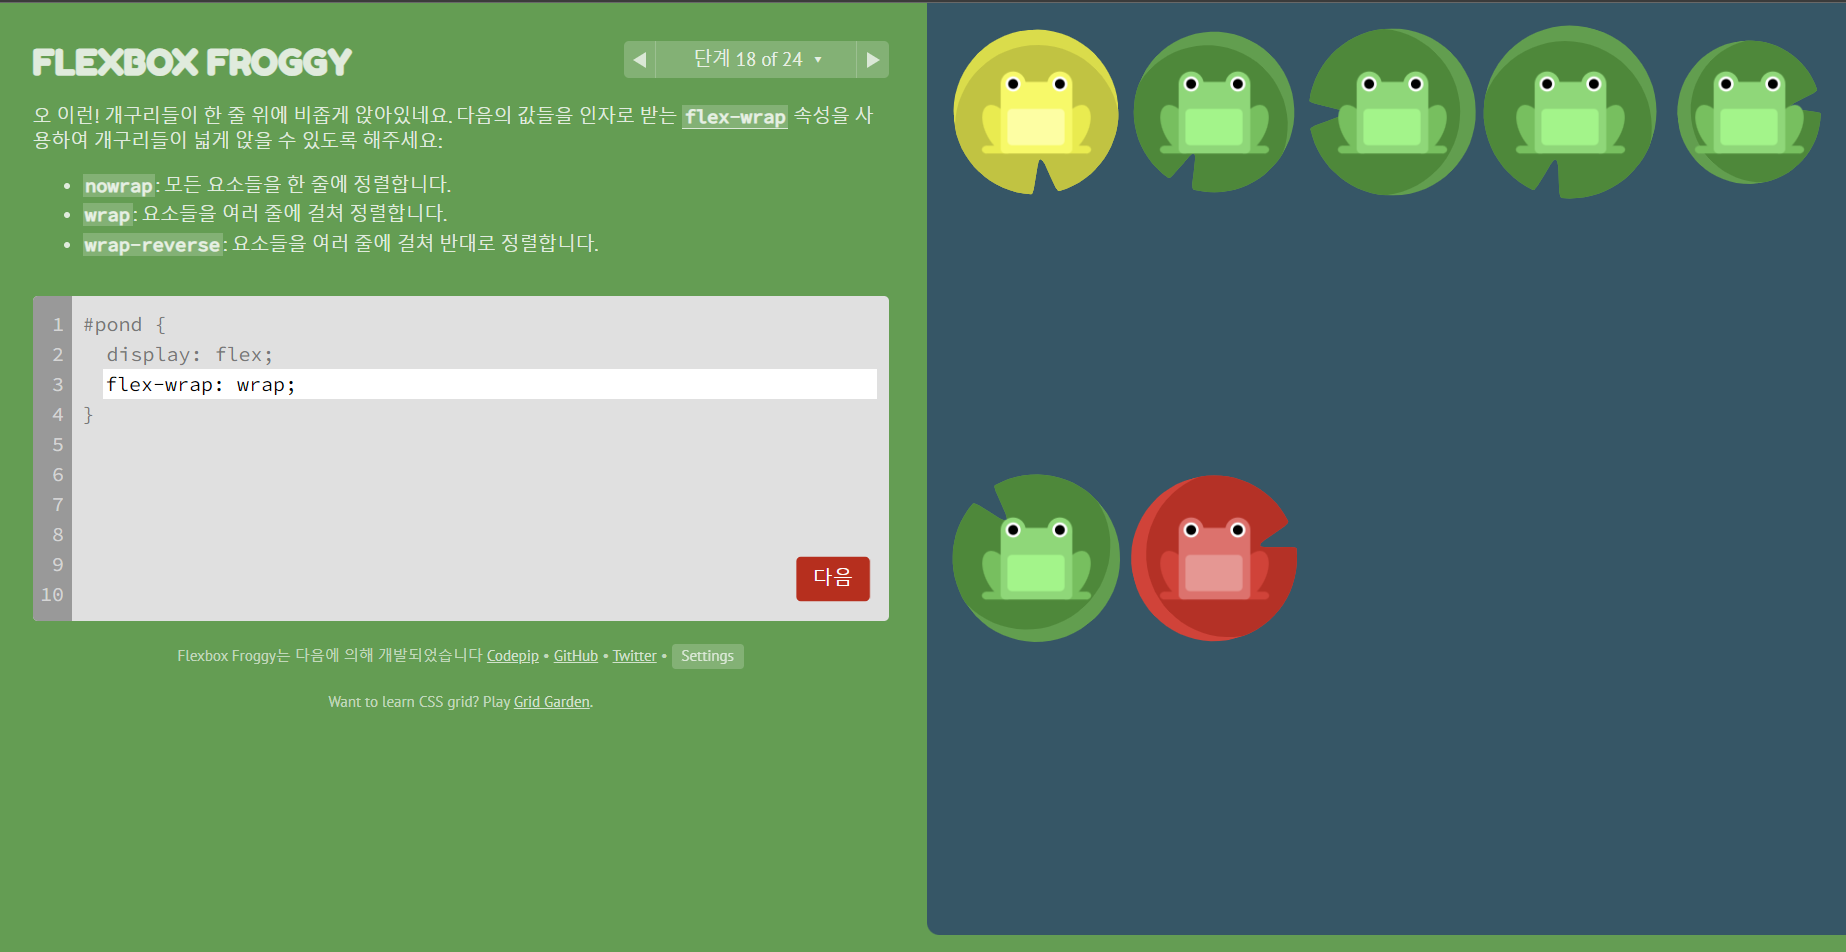 FLEXBOX FROGGY
◀ 단계 18 of 24 ▾ ▶
오 이런! 개구리들이 한 줄 위에 비좁게 앉아있네요. 다음의 값들을 인자로 받는 flex-wrap 속성을 사
용하여 개구리들이 넓게 앉을 수 있도록 해주세요:
• nowrap: 모든 요소들을 한 줄에 정렬합니다.
• wrap: 요소들을 여러 줄에 걸쳐 정렬합니다.
• wrap-reverse: 요소들을 여러 줄에 걸쳐 반대로 정렬합니다.
1 #pond {
2 display: flex;
3 flex-wrap: wrap;
4 }
5
6
7
8
9
10
다음
Flexbox Froggy는 다음에 의해 개발되었습니다 Codepip • GitHub • Twitter • Settings
Want to learn CSS grid? Play Grid Garden.